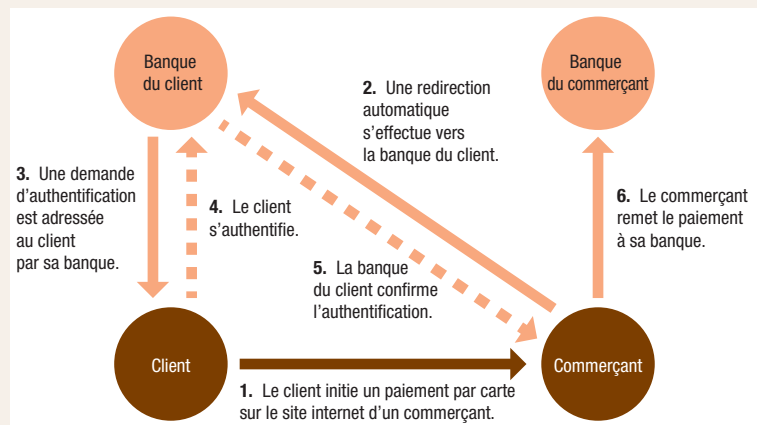 Banque
du client
Banque
du commerçant
2. Une redirection
automatique
s'effectue vers
la banque du client.
3. Une demande
d'authentification
est adressée
au client
par sa banque.
4. Le client
s'authentifie.
6. Le commerçant
remet le paiement
à sa banque.
5. La banque
du client confirme
l'authentification.
Client
Commerçant
1. Le client initie un paiement par carte
sur le site internet d'un commerçant.